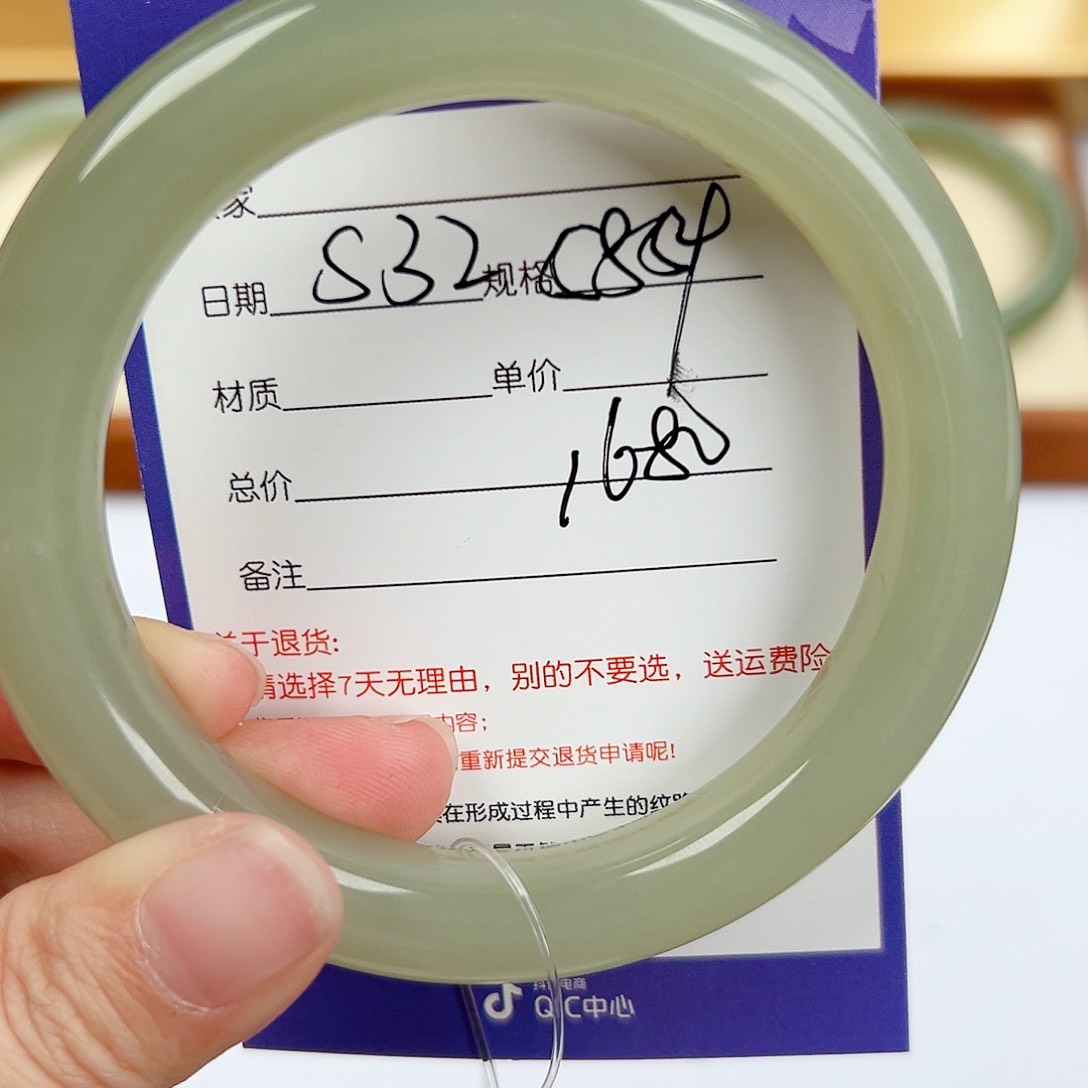 家
日期 S32 规格
材质 单价
总价 1680
备注
关于退货:
请选择7天无理由，别的不要选，送运费险
内容；
重新提交退货申请呢!
在形成过程中产生的纹路
抖音电商
QIC中心